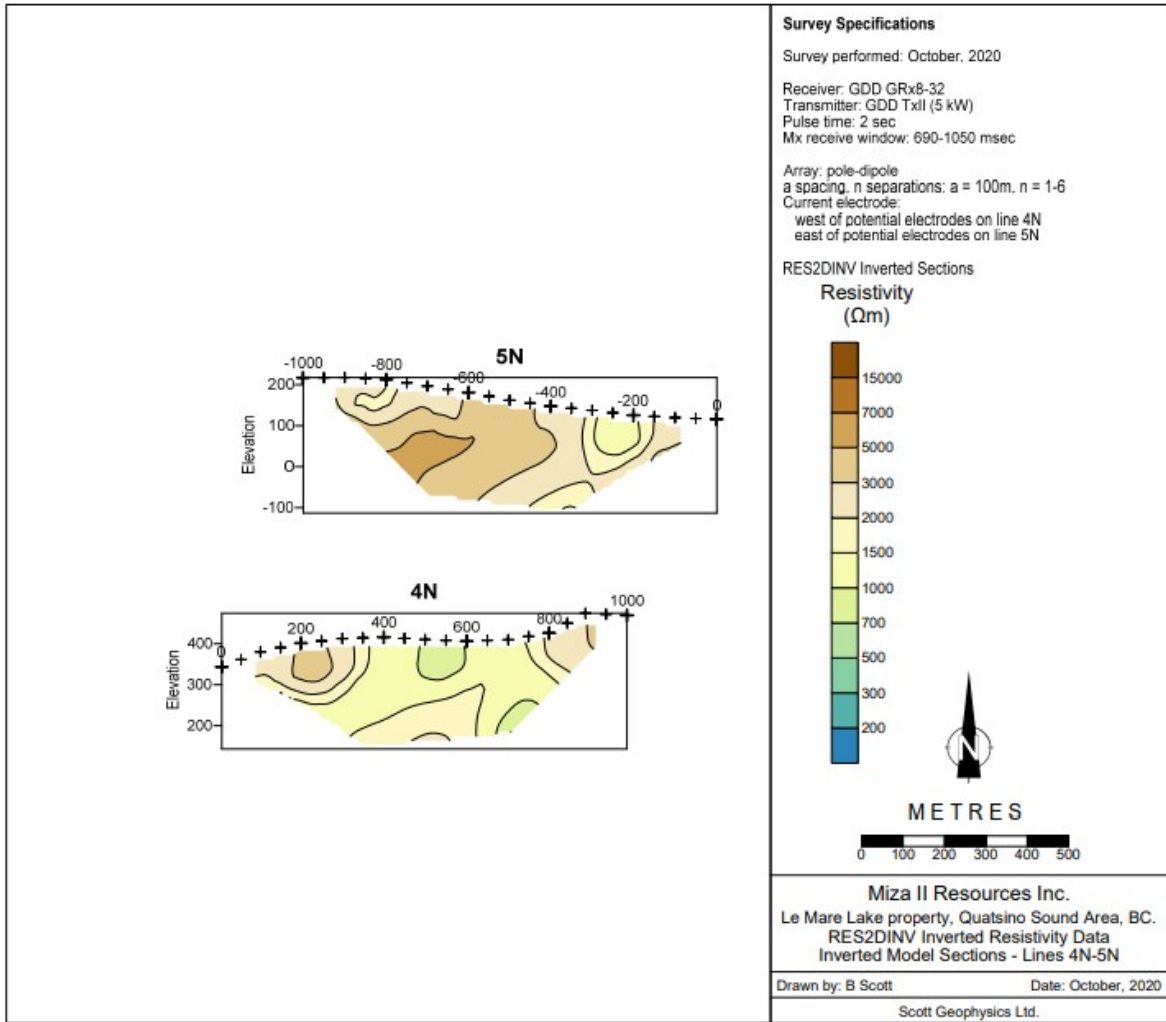 Survey Specifications
Survey performed: October, 2020
Receiver: GDD GRx8-32
Transmitter: GDD TxII (5 kW)
Pulse time: 2 sec
Mx receive window: 690-1050 msec
Array: pole-dipole
a spacing, n separations: a = 100m, n = 1-6
Current electrode:
west of potential electrodes on line 4N
east of potential electrodes on line 5N
RES2DINV Inverted Sections
Resistivity
(Ωm)
15000
7000
5000
3000
2000
1500
1000
700
500
300
200
5N
-1000 -800 -600 -400 -200 0
Elevation
200
100
0
-100
4N
0 200 400 600 800 1000
Elevation
400
300
200
N
METRES
0 100 200 300 400 500
Miza II Resources Inc.
Le Mare Lake property, Quatsino Sound Area, BC.
RES2DINV Inverted Resistivity Data
Inverted Model Sections - Lines 4N-5N
Drawn by: B Scott Date: October, 2020
Scott Geophysics Ltd.